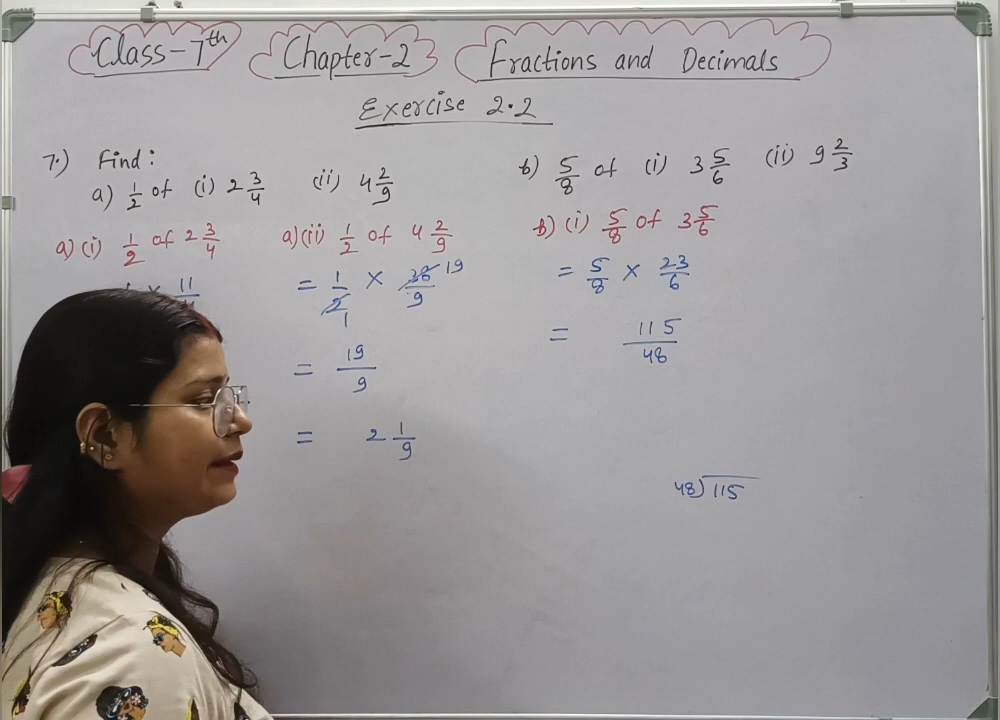 Class-7th Chapter-2 Fractions and Decimals
Exercise 2.2
7.) Find:
a) 1/2 of (i) 2 3/4 (ii) 4 2/9
b) 5/8 of (i) 3 5/6 (ii) 9 2/3
a) (i) 1/2 of 2 3/4
× 11
a) (ii) 1/2 of 4 2/9
= 1/2 × 38/9 19
1
= 19/9
= 2 1/9
b) (i) 5/8 of 3 5/6
= 5/8 × 23/6
= 115/48
48)115